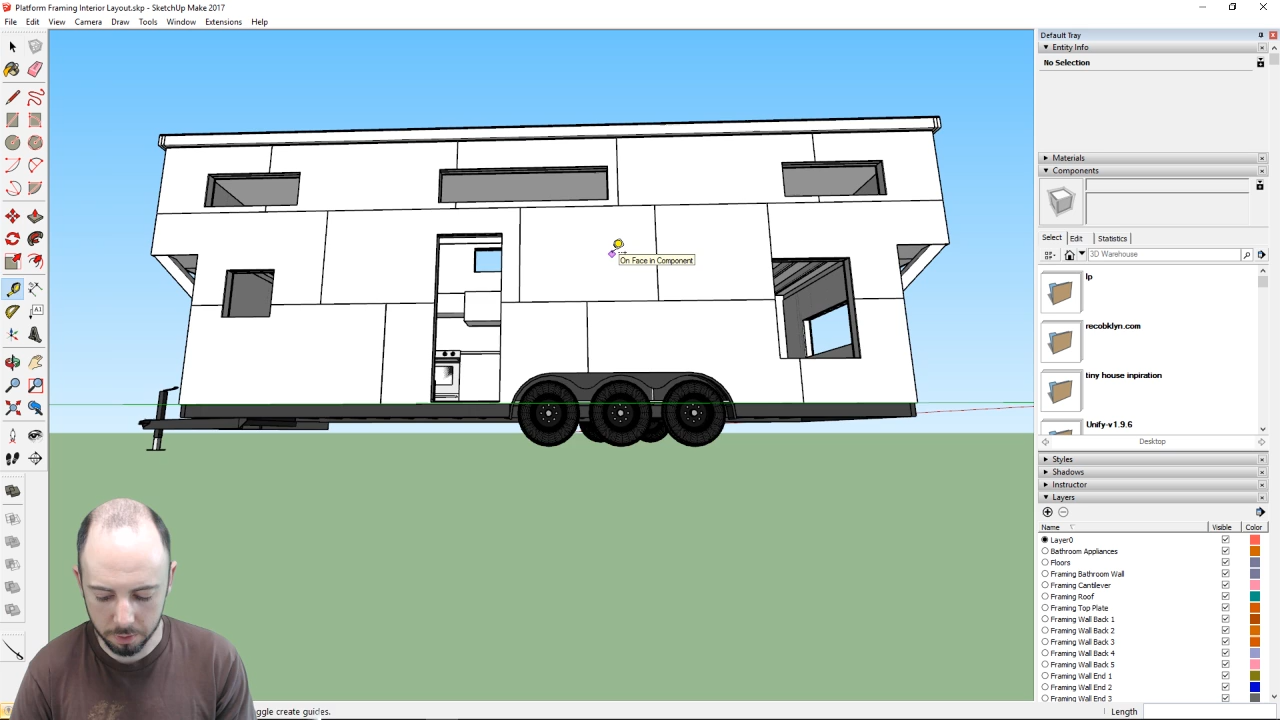 Platform Framing Interior Layout.skp - SketchUp Make 2017
File Edit View Camera Draw Tools Window Extensions Help
Default Tray
Entity Info
No Selection
Materials
Components
Select Edit Statistics
3D Warehouse
lp
recobklyn.com
tiny house inpiration
Unify-v1.9.6
Desktop
Styles
Shadows
Instructor
Layers
Name Visible Color
Layer0
Bathroom Appliances
Floors
Framing Bathroom Wall
Framing Cantilever
Framing Roof
Framing Top Plate
Framing Wall Back 1
Framing Wall Back 2
Framing Wall Back 3
Framing Wall Back 4
Framing Wall Back 5
Framing Wall End 1
Framing Wall End 2
Framing Wall End 3
On Face in Component
A1
ggle create guides.
Length